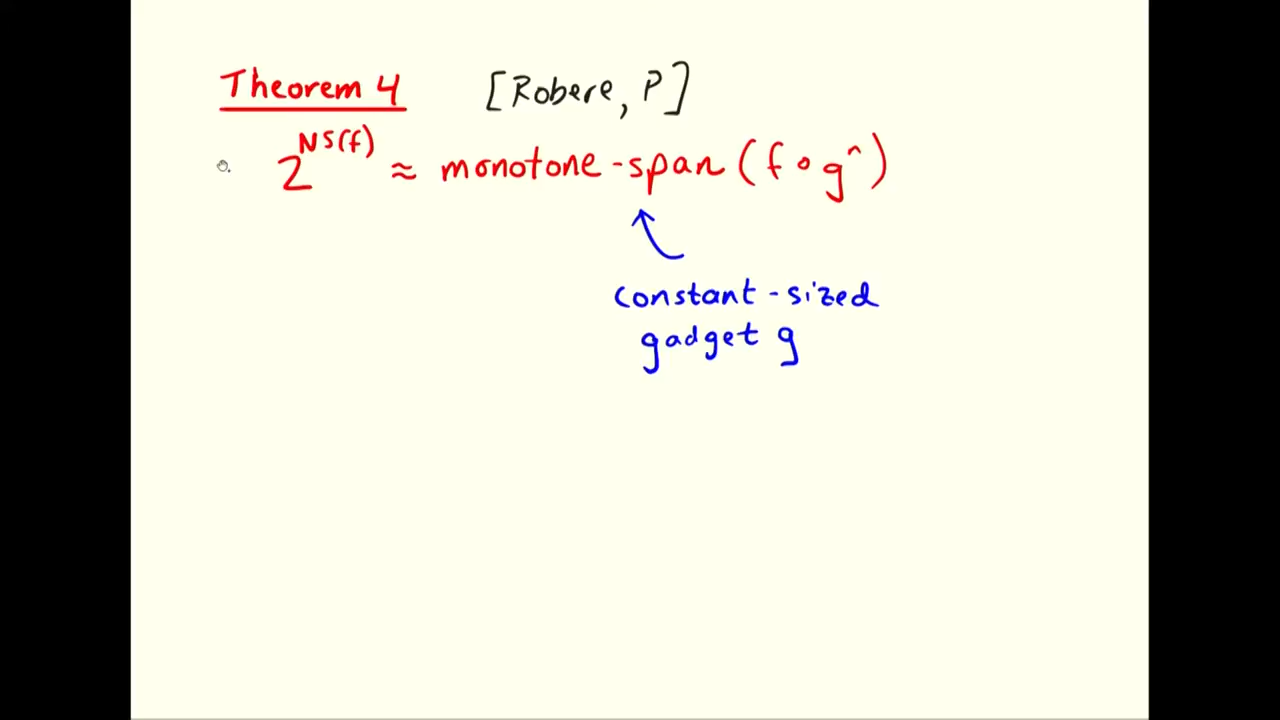 Theorem 4 [Robere, P]
2^NS(f) ≈ monotone-span(f ∘ g^n)
constant-sized
gadget g